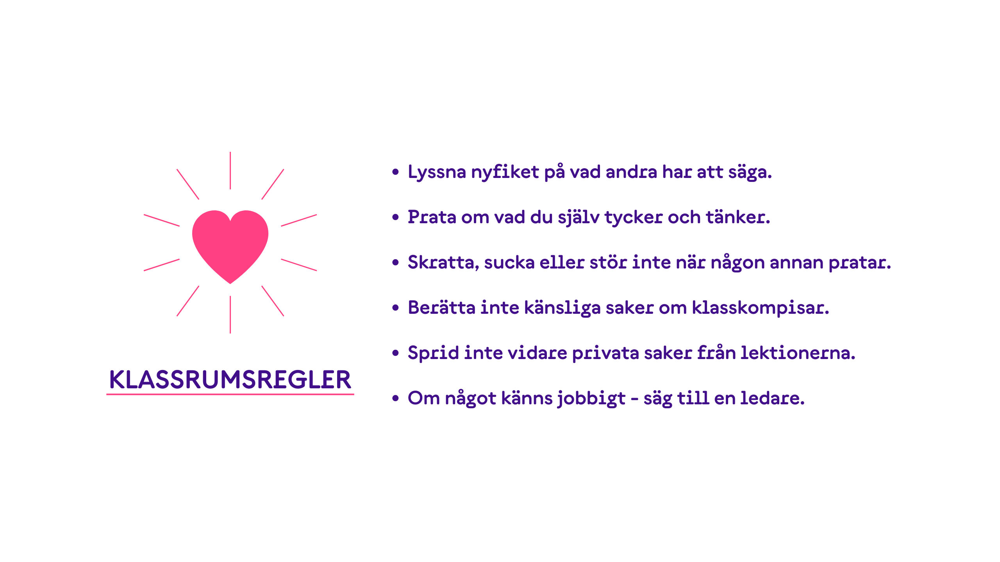 KLASSRUMSREGLER
• Lyssna nyfiket på vad andra har att säga.
• Prata om vad du själv tycker och tänker.
• Skratta, sucka eller stör inte när någon annan pratar.
• Berätta inte känsliga saker om klasskompisar.
• Sprid inte vidare privata saker från lektionerna.
• Om något känns jobbigt - säg till en ledare.